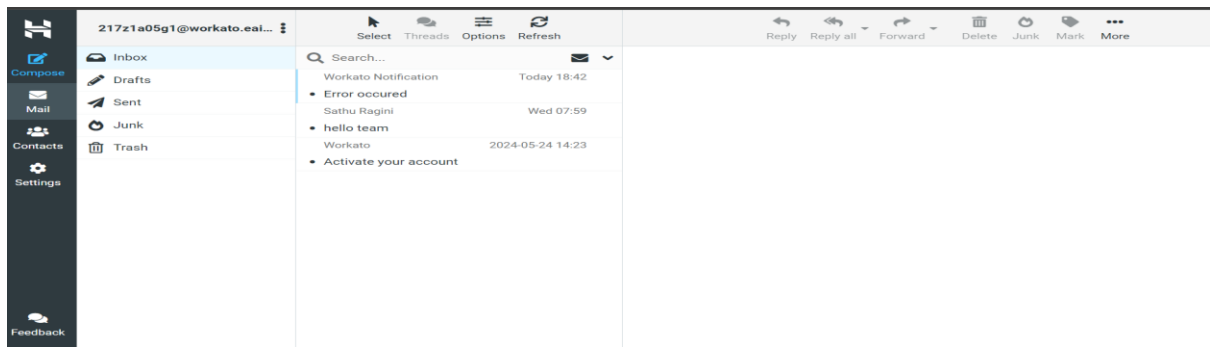 217z1a05g1@workato.eai...
Select Threads Options Refresh
Reply Reply all Forward Delete Junk Mark More
Compose
Mail
Contacts
Settings
Feedback
Inbox
Drafts
Sent
Junk
Trash
Search...
Workato Notification Today 18:42
• Error occured
Sathu Ragini Wed 07:59
• hello team
Workato 2024-05-24 14:23
• Activate your account